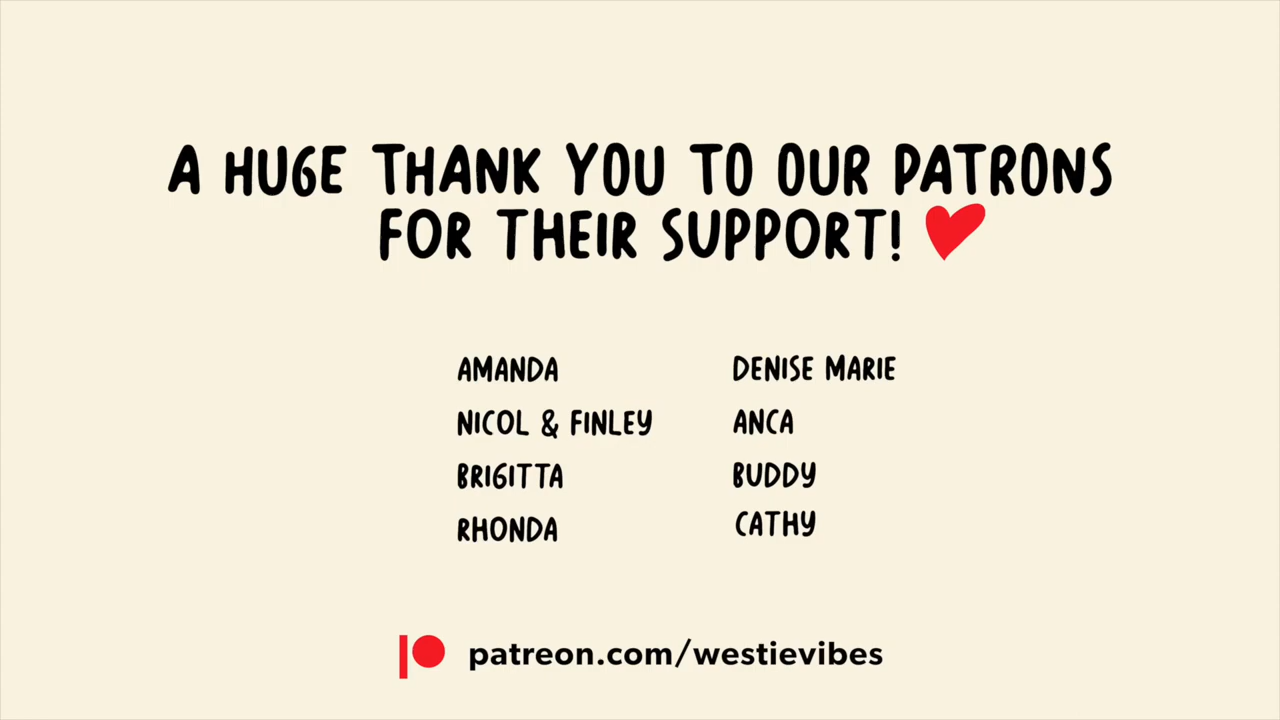 A HUGE THANK YOU TO OUR PATRONS
FOR THEIR SUPPORT!
AMANDA
NICOL & FINLEY
BRIGITTA
RHONDA
DENISE MARIE
ANCA
BUDDY
CATHY
patreon.com/westievibes